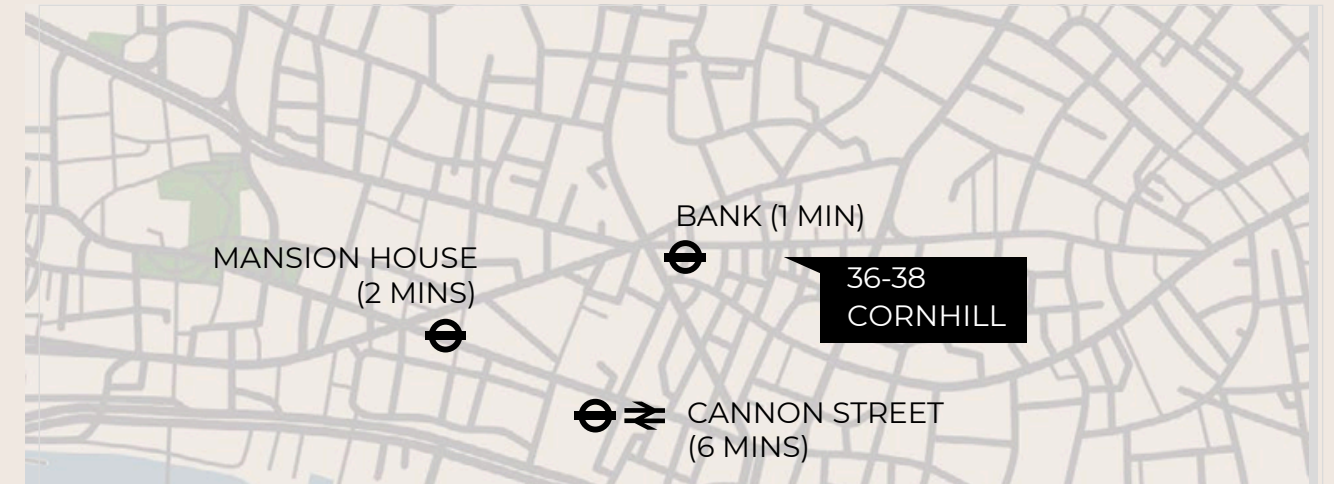 BANK (1 MIN)
MANSION HOUSE
(2 MINS)
36-38
CORNHILL
CANNON STREET
(6 MINS)